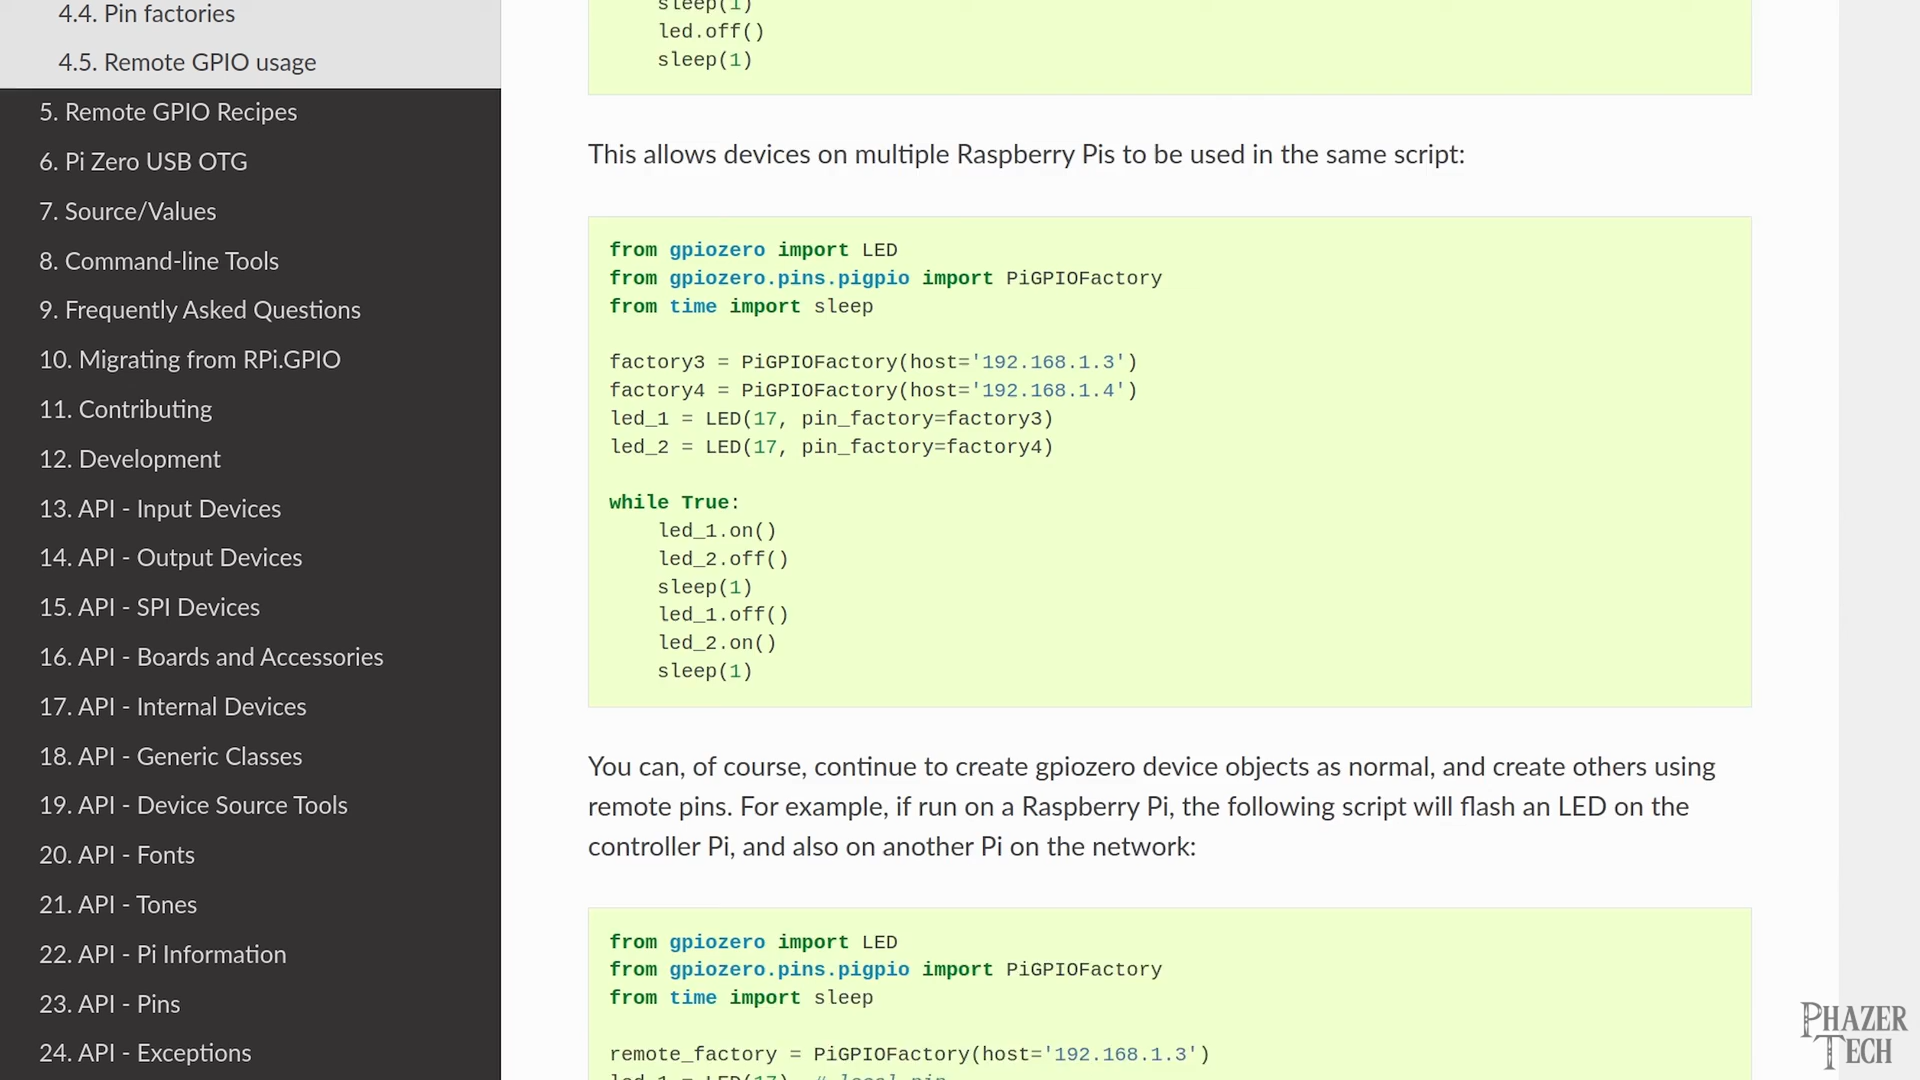 4.4. Pin factories
4.5. Remote GPIO usage
5. Remote GPIO Recipes
6. Pi Zero USB OTG
7. Source/Values
8. Command-line Tools
9. Frequently Asked Questions
10. Migrating from RPi.GPIO
11. Contributing
12. Development
13. API - Input Devices
14. API - Output Devices
15. API - SPI Devices
16. API - Boards and Accessories
17. API - Internal Devices
18. API - Generic Classes
19. API - Device Source Tools
20. API - Fonts
21. API - Tones
22. API - Pi Information
23. API - Pins
24. API - Exceptions
sleep(1)
led.off()
sleep(1)
This allows devices on multiple Raspberry Pis to be used in the same script:
from gpiozero import LED
from gpiozero.pins.pigpio import PiGPIOFactory
from time import sleep
factory3 = PiGPIOFactory(host='192.168.1.3')
factory4 = PiGPIOFactory(host='192.168.1.4')
led_1 = LED(17, pin_factory=factory3)
led_2 = LED(17, pin_factory=factory4)
while True:
    led_1.on()
    led_2.off()
    sleep(1)
    led_1.off()
    led_2.on()
    sleep(1)
You can, of course, continue to create gpiozero device objects as normal, and create others using
remote pins. For example, if run on a Raspberry Pi, the following script will flash an LED on the
controller Pi, and also on another Pi on the network:
from gpiozero import LED
from gpiozero.pins.pigpio import PiGPIOFactory
from time import sleep
remote_factory = PiGPIOFactory(host='192.168.1.3')
led_1 = LED(17) # local pin
PHAZER
TECH